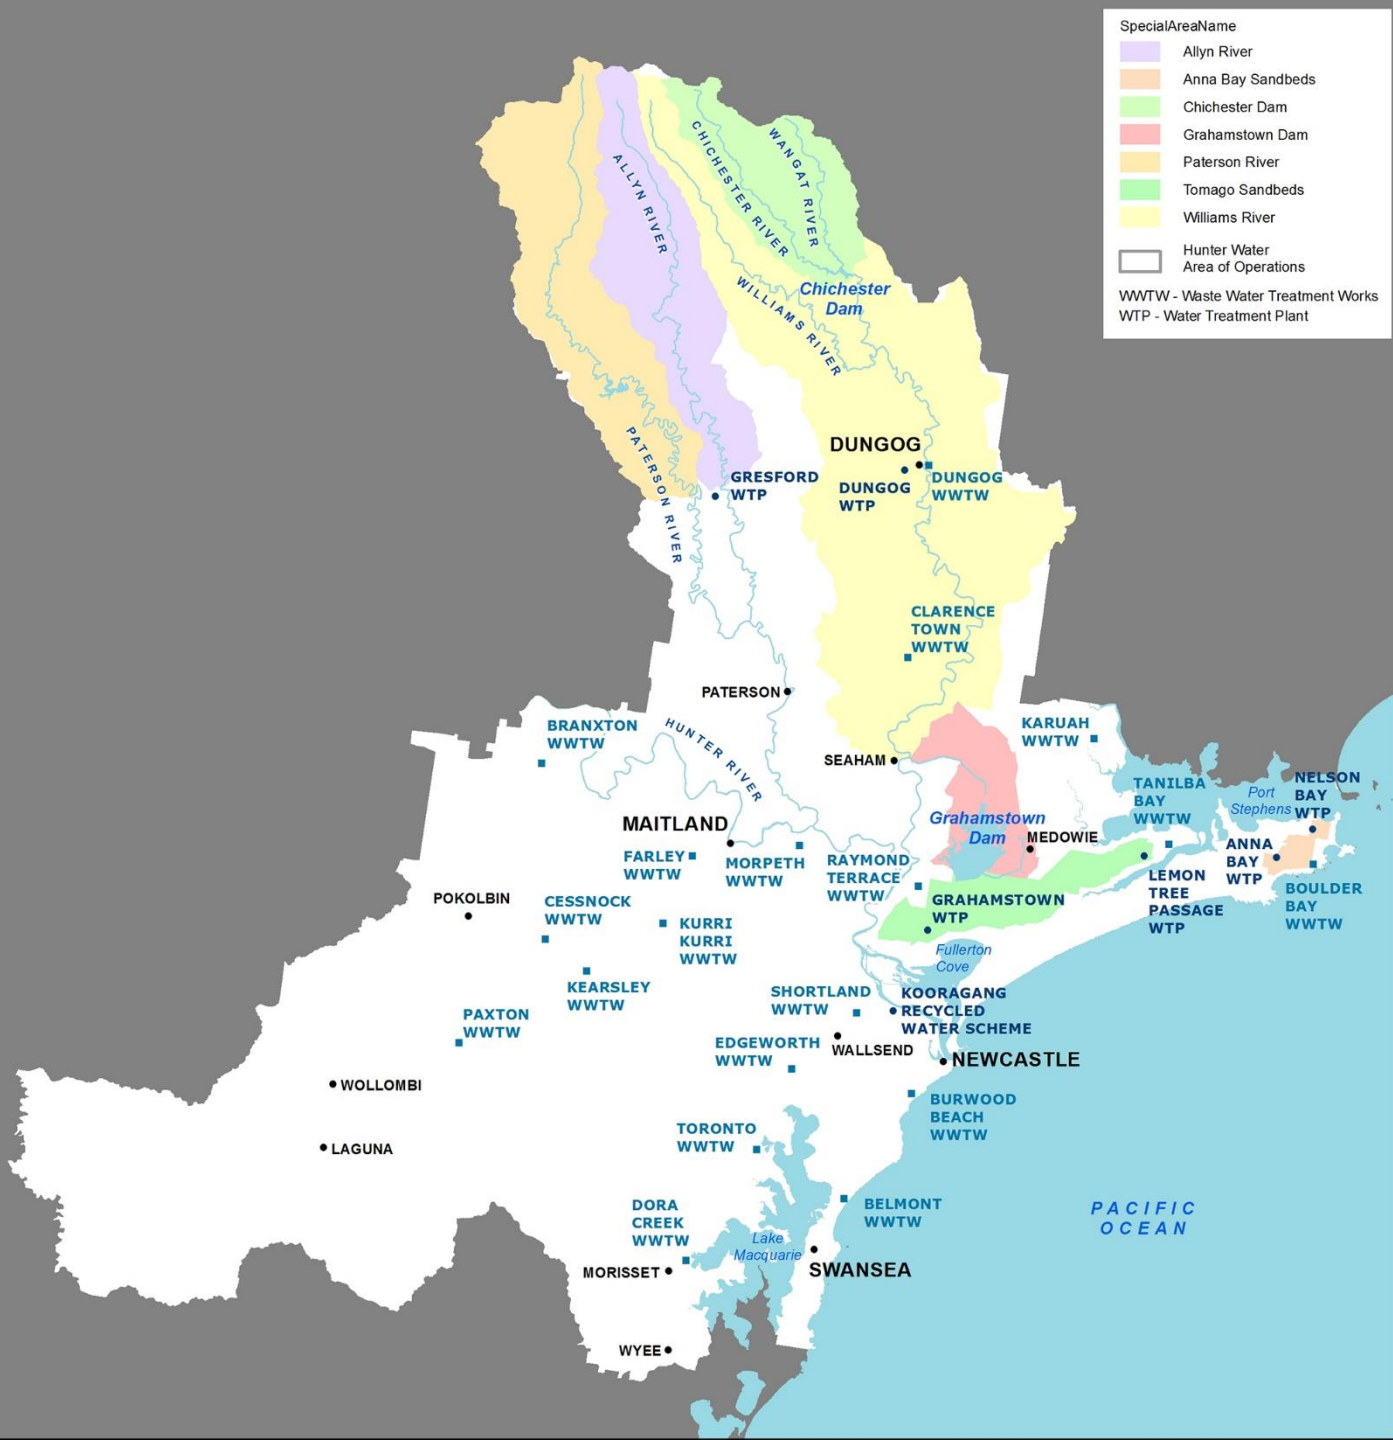 SpecialAreaName
Allyn River
Anna Bay Sandbeds
Chichester Dam
Grahamstown Dam
Paterson River
Tomago Sandbeds
Williams River
Hunter Water
Area of Operations
WWTW - Waste Water Treatment Works
WTP - Water Treatment Plant
CHICHESTER RIVER
WANGAT RIVER
ALLYN RIVER
WILLIAMS RIVER
Chichester
Dam
PATERSON RIVER
DUNGOG
GRESFORD
WTP
DUNGOG
WTP
DUNGOG
WWTW
CLARENCE
TOWN
WWTW
PATERSON
HUNTER RIVER
BRANXTON
WWTW
KARUAH
WWTW
SEAHAM
TANILBA
BAY
WWTW
Port
Stephens
NELSON
BAY
WTP
Grahamstown
Dam
MEDOWIE
MAITLAND
FARLEY
WWTW
MORPETH
WWTW
RAYMOND
TERRACE
WWTW
ANNA
BAY
WTP
LEMON
TREE
PASSAGE
WTP
BOULDER
BAY
WWTW
POKOLBIN
CESSNOCK
WWTW
KURRI
KURRI
WWTW
GRAHAMSTOWN
WTP
Fullerton
Cove
KEARSLEY
WWTW
SHORTLAND
WWTW
KOORAGANG
RECYCLED
WATER SCHEME
PAXTON
WWTW
EDGEWORTH
WWTW
WALLSEND
NEWCASTLE
WOLLOMBI
BURWOOD
BEACH
WWTW
TORONTO
WWTW
LAGUNA
DORA
CREEK
WWTW
BELMONT
WWTW
PACIFIC
OCEAN
Lake
Macquarie
MORISSET
SWANSEA
WYEE